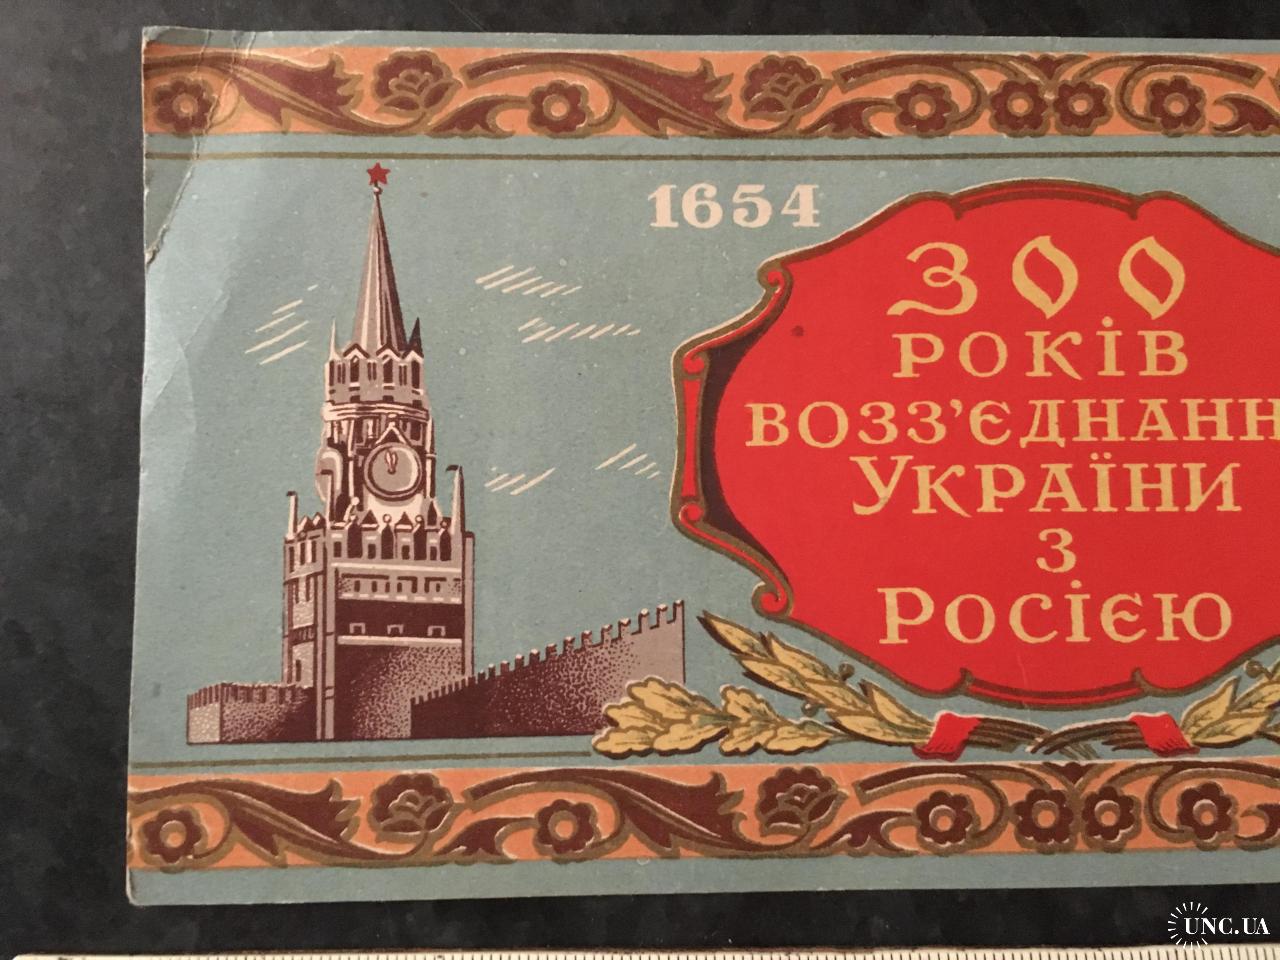 1654
300
РОКІВ
ВОЗЗ’ЄДНАНН
УКРАЇНИ
З
РОСІЄЮ
UNC.UA